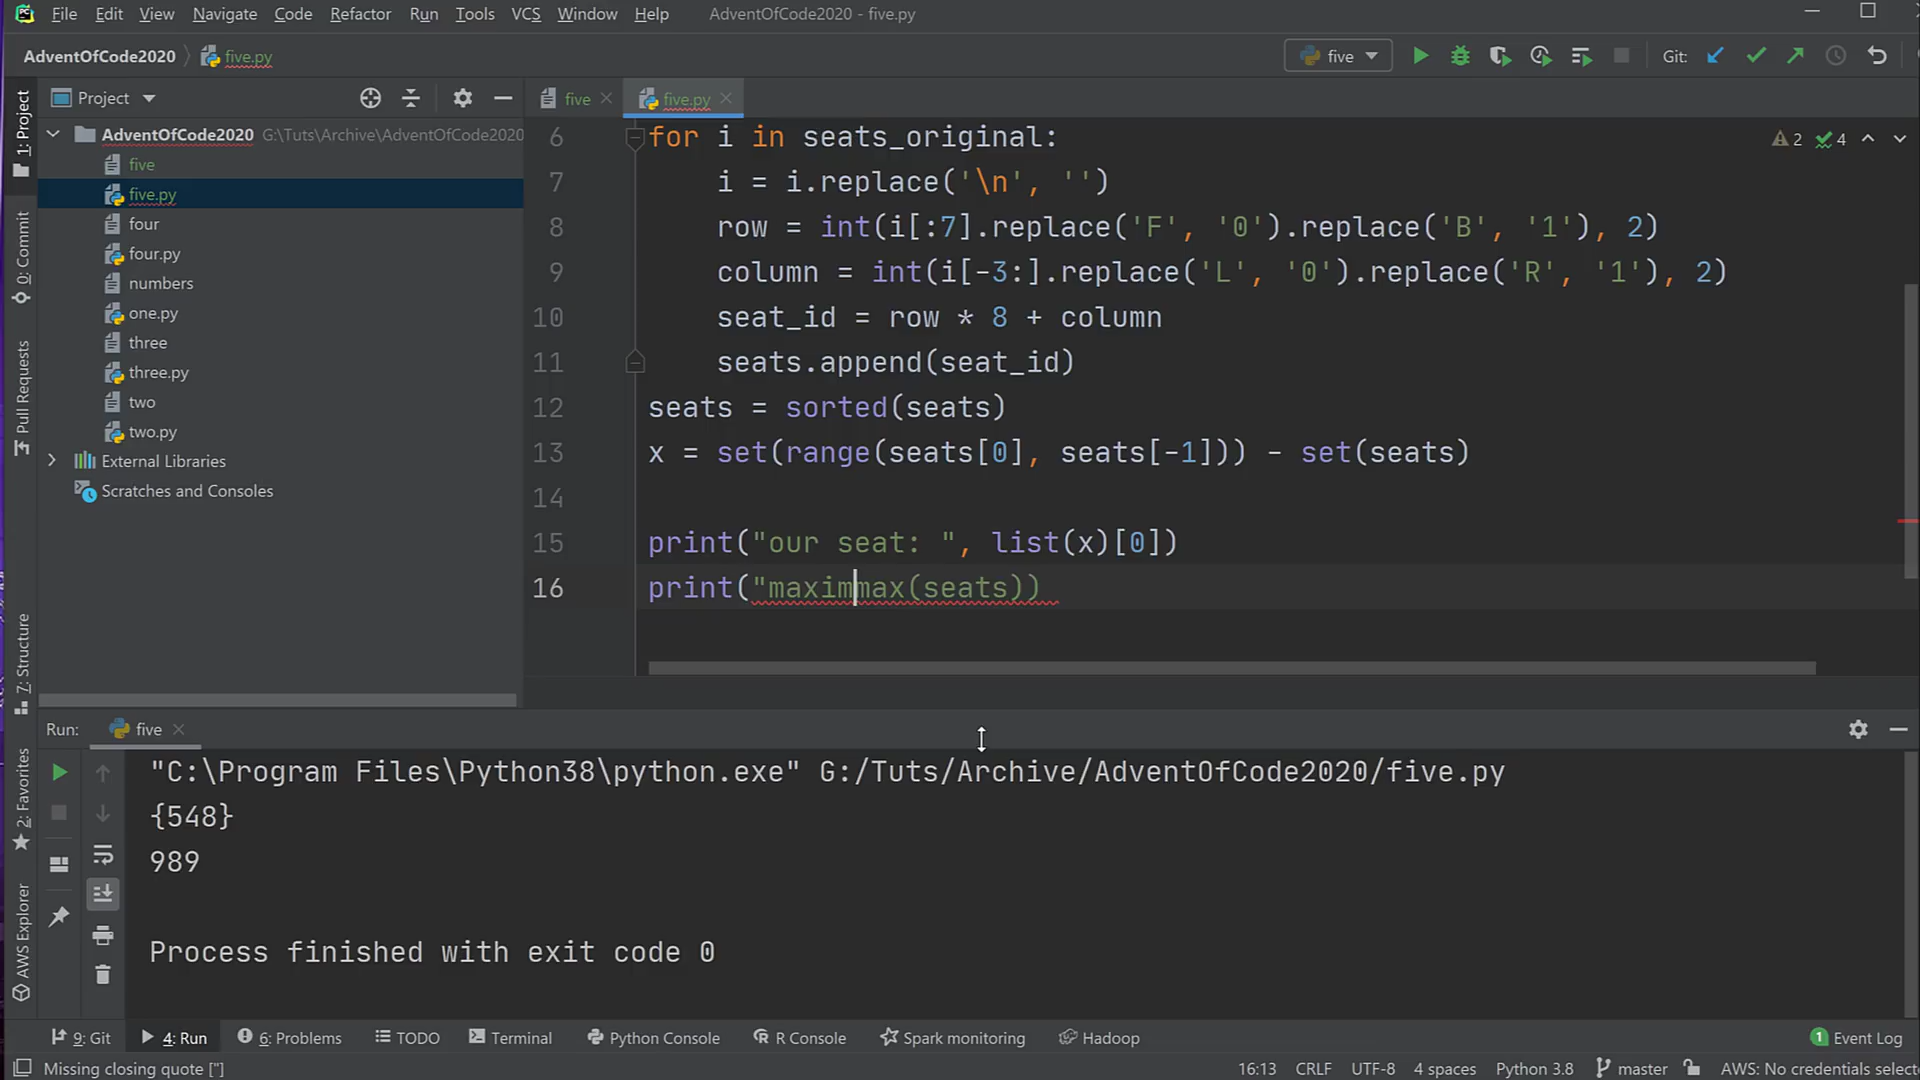 File Edit View Navigate Code Refactor Run Tools VCS Window Help AdventOfCode2020 - five.py
AdventOfCode2020 five.py five Git:
1: Project
0: Commit
Pull Requests
7: Structure
2: Favorites
AWS Explorer
Project
AdventOfCode2020 G:\Tuts\Archive\AdventOfCode2020
five
five.py
four
four.py
numbers
one.py
three
three.py
two
two.py
External Libraries
Scratches and Consoles
five five.py
2 4
6 for i in seats_original:
7 i = i.replace('\n', '')
8 row = int(i[:7].replace('F', '0').replace('B', '1'), 2)
9 column = int(i[-3:].replace('L', '0').replace('R', '1'), 2)
10 seat_id = row * 8 + column
11 seats.append(seat_id)
12 seats = sorted(seats)
13 x = set(range(seats[0], seats[-1])) - set(seats)
14
15 print("our seat: ", list(x)[0])
16 print("maximmax(seats))
Run: five
"C:\Program Files\Python38\python.exe" G:/Tuts/Archive/AdventOfCode2020/five.py
{548}
989
Process finished with exit code 0
9: Git 4: Run 6: Problems TODO Terminal Python Console R Console Spark monitoring Hadoop 1 Event Log
Missing closing quote ["] 16:13 CRLF UTF-8 4 spaces Python 3.8 master AWS: No credentials select